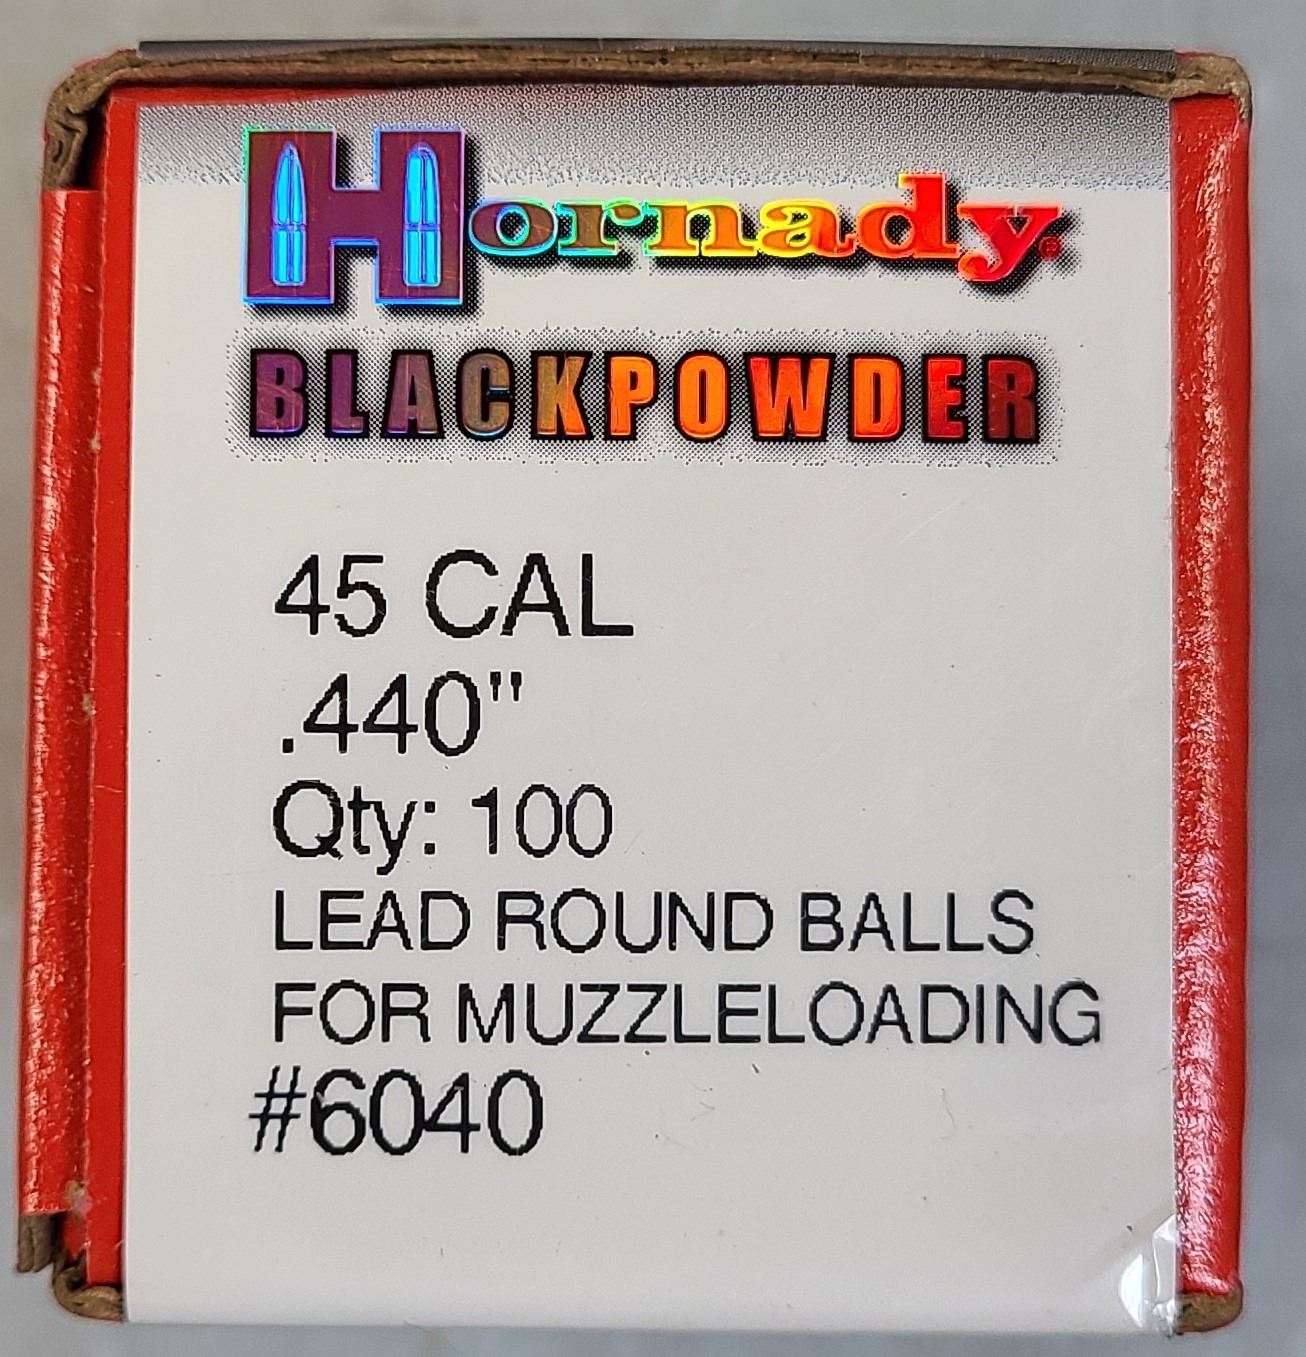 Hornady®
BLACKPOWDER
45 CAL
.440"
Qty: 100
LEAD ROUND BALLS
FOR MUZZLELOADING
#6040